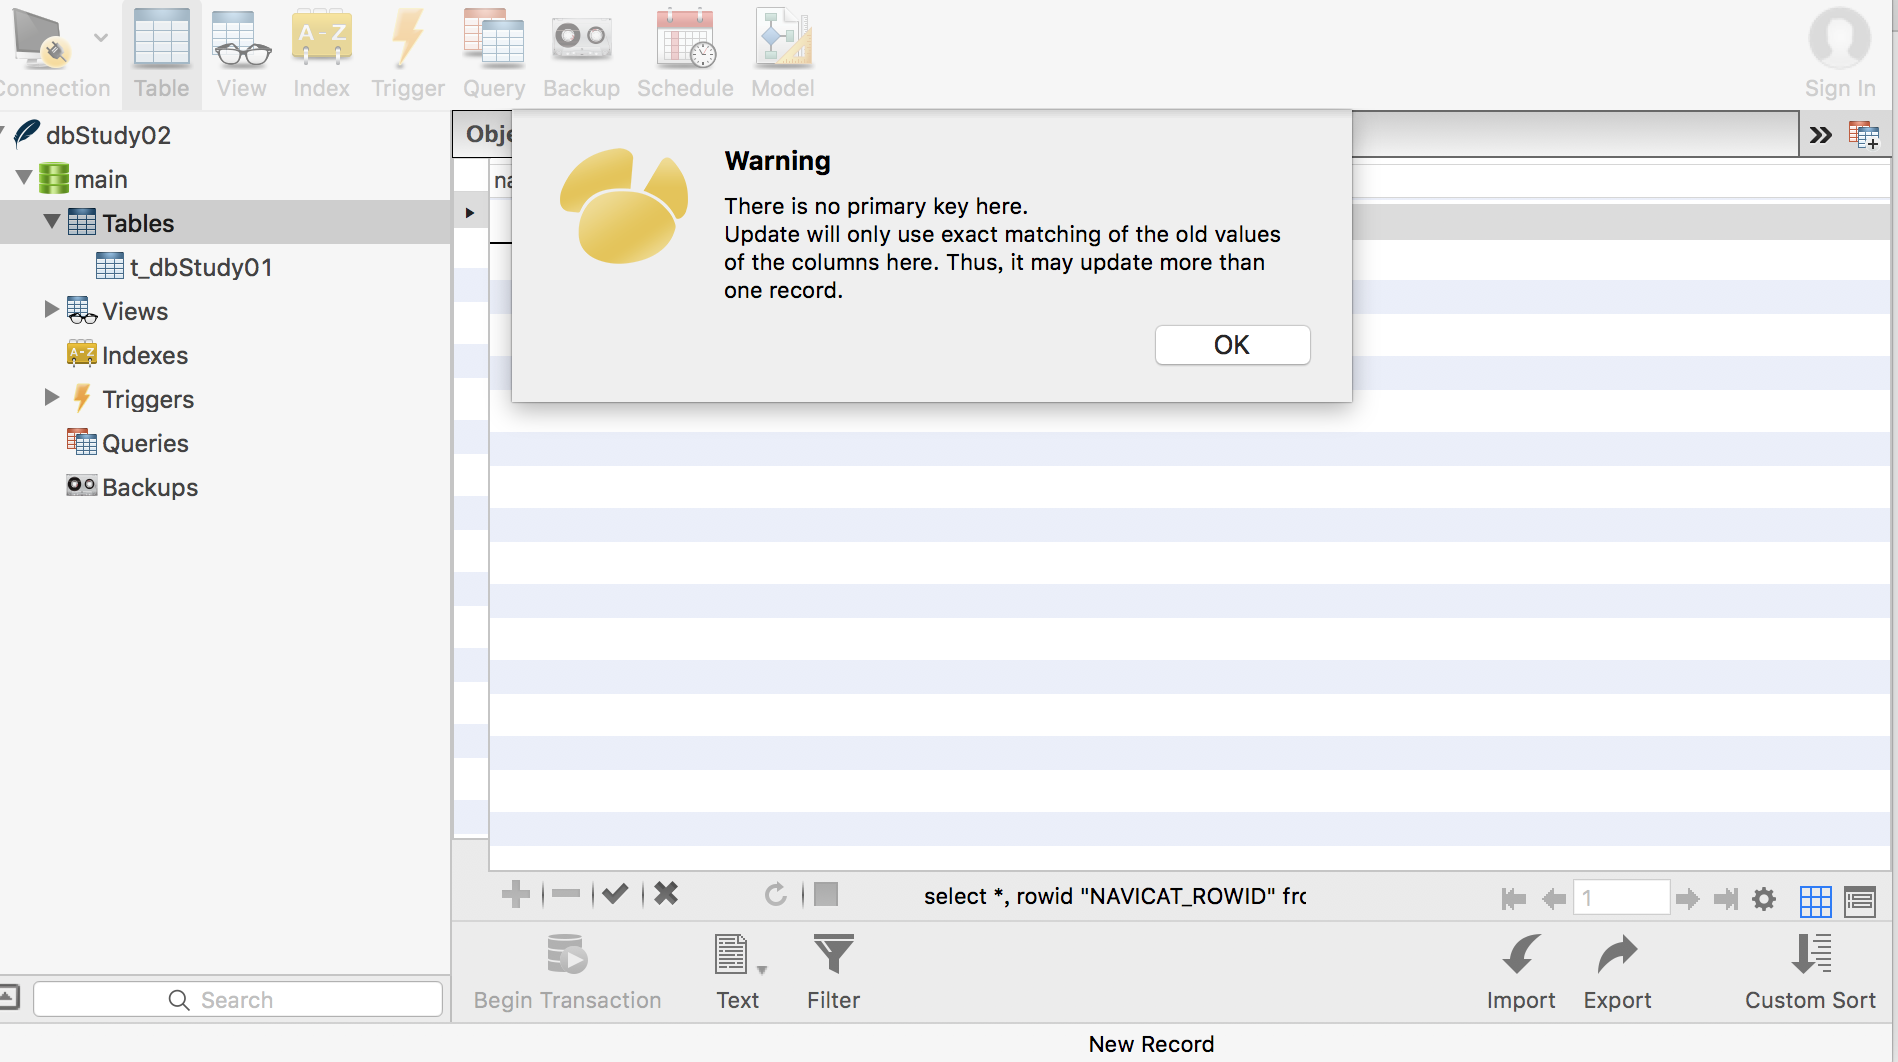 Connection Table View Index Trigger Query Backup Schedule Model Sign In
A-Z
dbStudy02
main
Tables
t_dbStudy01
Views
A-Z Indexes
Triggers
Queries
Backups
Search
Obje
na
Warning
There is no primary key here.
Update will only use exact matching of the old values
of the columns here. Thus, it may update more than
one record.
OK
select *, rowid "NAVICAT_ROWID" fro
1
Begin Transaction Text Filter Import Export Custom Sort
New Record